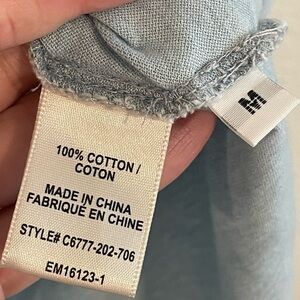 100% COTTON /
COTON
MADE IN CHINA
FABRIQUÉ EN CHINE
STYLE# C6777-202-706
EM16123-1